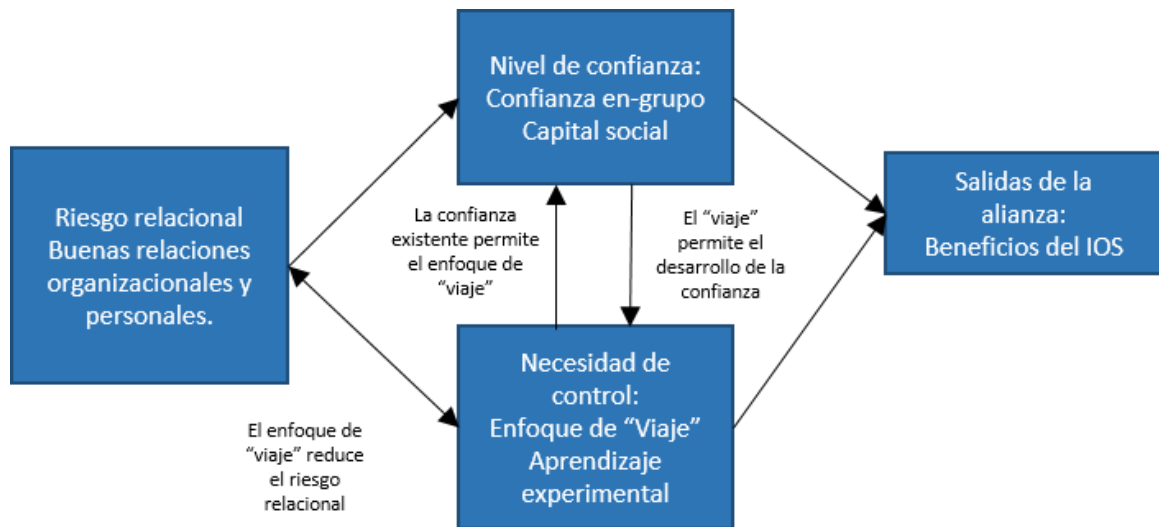 Nivel de confianza:
Confianza en-grupo
Capital social
Riesgo relacional
Buenas relaciones
organizacionales y
personales.
La confianza
existente permite
el enfoque de
“viaje”
El “viaje”
permite el
desarrollo de la
confianza
Salidas de la
alianza:
Beneficios del IOS
Necesidad de
control:
Enfoque de “Viaje”
Aprendizaje
experimental
El enfoque de
“viaje” reduce
el riesgo
relacional